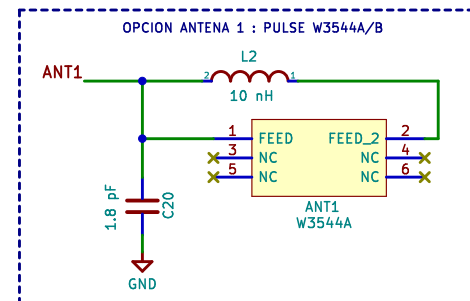 OPCION ANTENA 1 : PULSE W3544A/B
L2
ANT1
2
1
10 nH
1 FEED FEED_2 2
3 NC NC 4
5 NC NC 6
1.8 pF
C20
ANT1
W3544A
GND